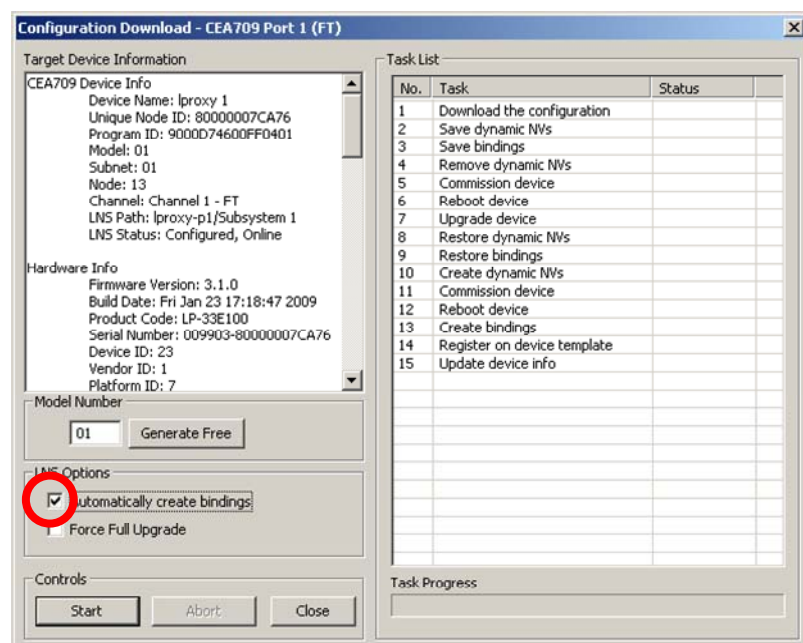 Configuration Download - CEA709 Port 1 (FT)
Target Device Information
CEA709 Device Info
Device Name: lproxy 1
Unique Node ID: 80000007CA76
Program ID: 9000D74600FF0401
Model: 01
Subnet: 01
Node: 13
Channel: Channel 1 - FT
LNS Path: lproxy-p1/Subsystem 1
LNS Status: Configured, Online
Hardware Info
Firmware Version: 3.1.0
Build Date: Fri Jan 23 17:18:47 2009
Product Code: LP-33E100
Serial Number: 009903-80000007CA76
Device ID: 23
Vendor ID: 1
Platform ID: 7
Model Number
01 Generate Free
LNS Options
Automatically create bindings
Force Full Upgrade
Controls
Start Abort Close
Task List
No. Task Status
1 Download the configuration
2 Save dynamic NVs
3 Save bindings
4 Remove dynamic NVs
5 Commission device
6 Reboot device
7 Upgrade device
8 Restore dynamic NVs
9 Restore bindings
10 Create dynamic NVs
11 Commission device
12 Reboot device
13 Create bindings
14 Register on device template
15 Update device info
Task Progress